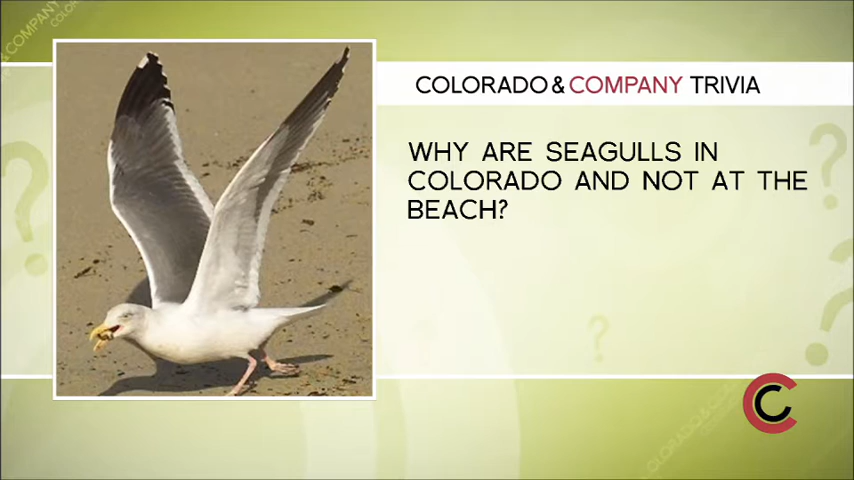 COLORADO & COMPANY TRIVIA
WHY ARE SEAGULLS IN
COLORADO AND NOT AT THE
BEACH?